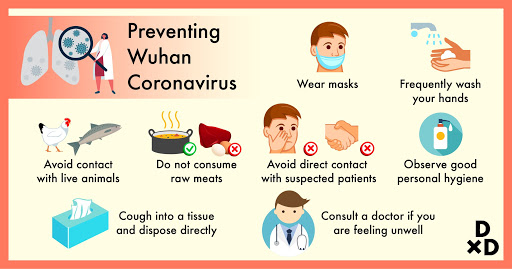 Preventing
Wuhan
Coronavirus
Wear masks
Frequently wash
your hands
Avoid contact
with live animals
Do not consume
raw meats
Avoid direct contact
with suspected patients
Observe good
personal hygiene
Cough into a tissue
and dispose directly
Consult a doctor if you
are feeling unwell
D
×D